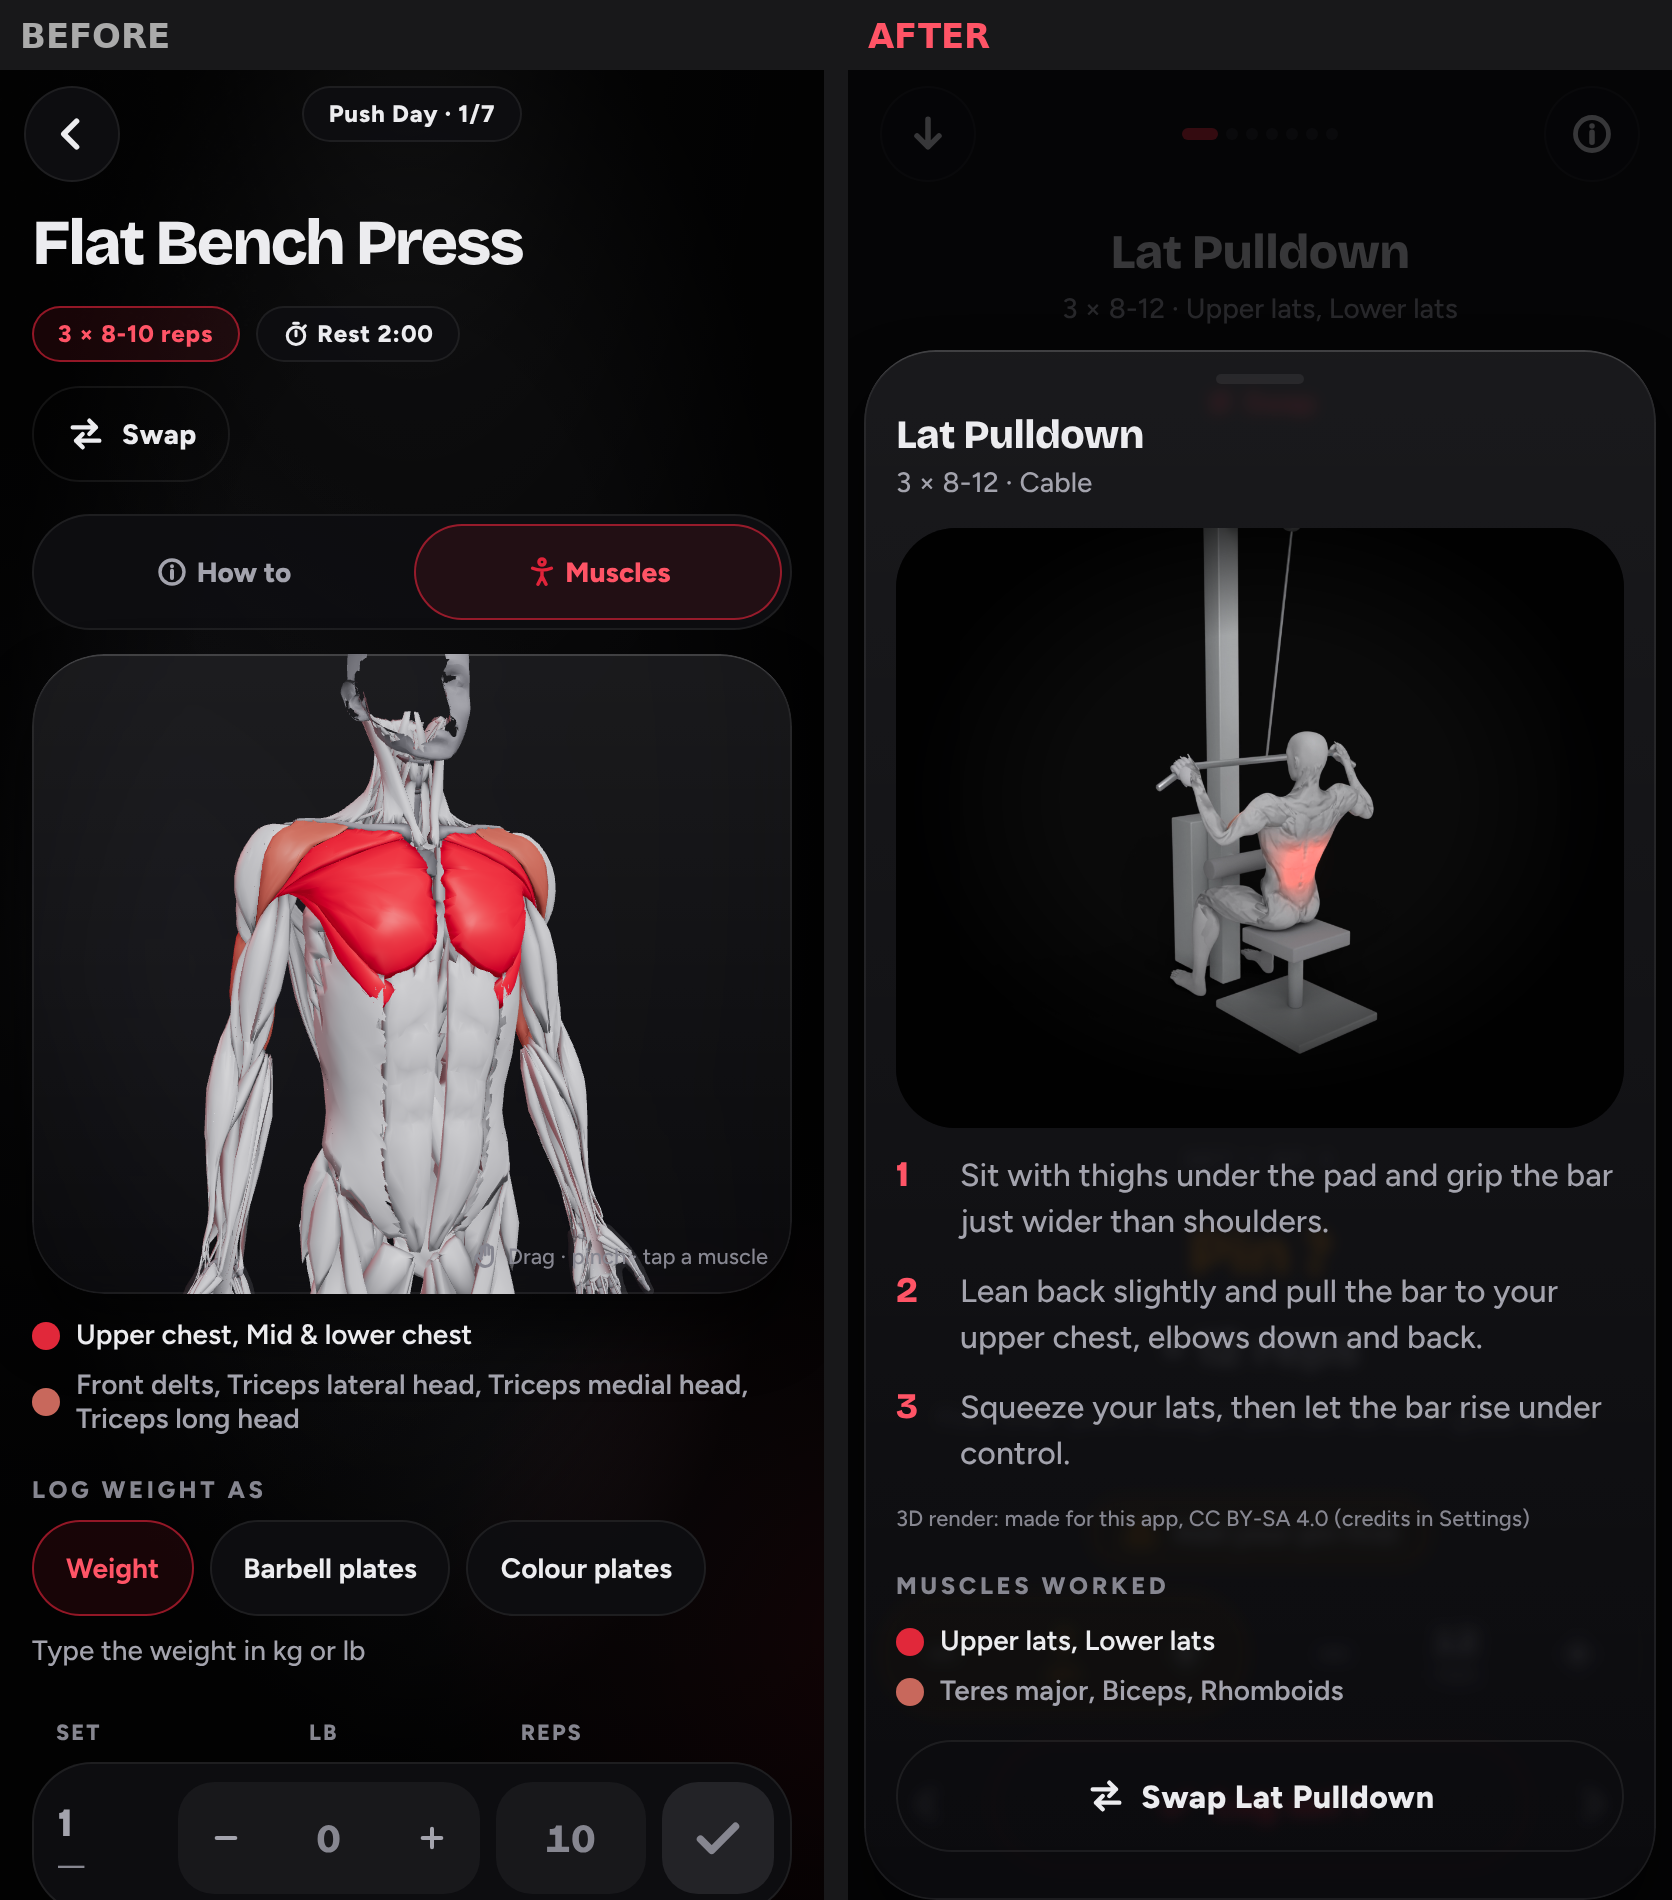 BEFORE
Push Day · 1/7
Flat Bench Press
3 × 8-10 reps
Rest 2:00
Swap
How to
Muscles
Drag · pinch · tap a muscle
Upper chest, Mid & lower chest
Front delts, Triceps lateral head, Triceps medial head,
Triceps long head
LOG WEIGHT AS
Weight
Barbell plates
Colour plates
Type the weight in kg or lb
SET LB REPS
1 − 0 + 10
AFTER
Lat Pulldown
3 × 8-12 · Upper lats, Lower lats
Lat Pulldown
3 × 8-12 · Cable
1 Sit with thighs under the pad and grip the bar
just wider than shoulders.
2 Lean back slightly and pull the bar to your
upper chest, elbows down and back.
3 Squeeze your lats, then let the bar rise under
control.
3D render: made for this app, CC BY-SA 4.0 (credits in Settings)
MUSCLES WORKED
Upper lats, Lower lats
Teres major, Biceps, Rhomboids
Swap Lat Pulldown